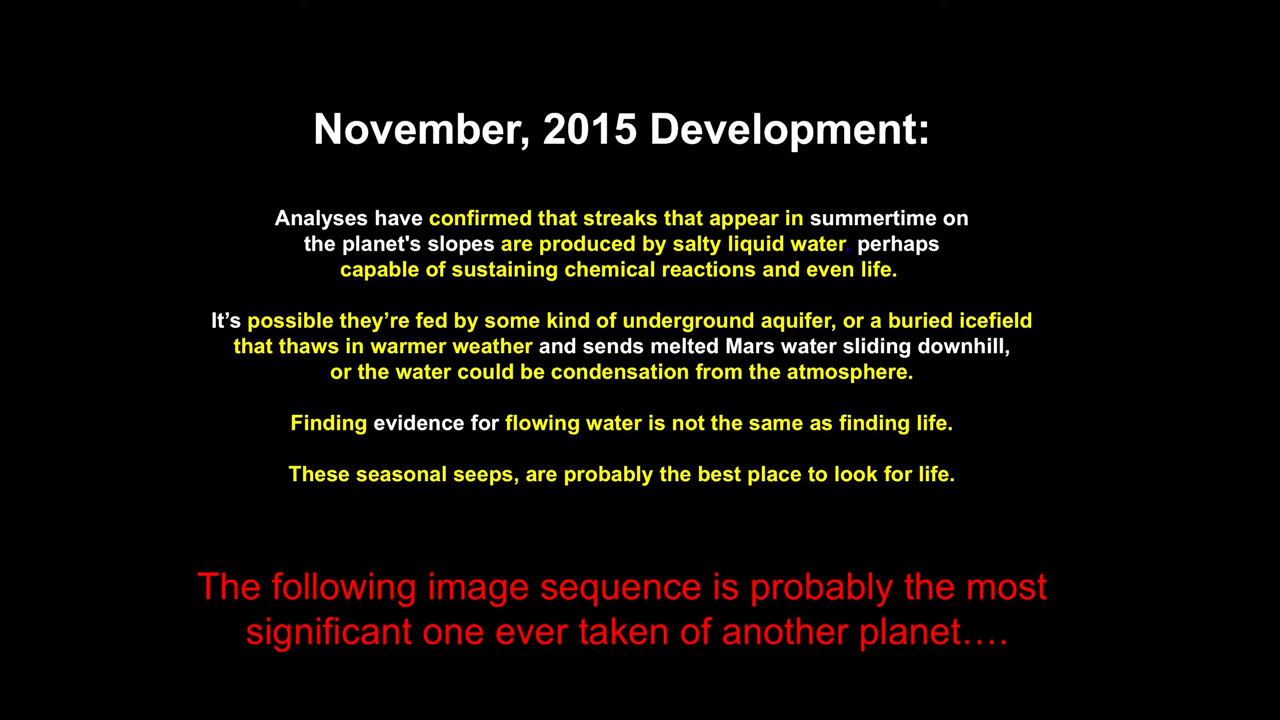 November, 2015 Development:
Analyses have confirmed that streaks that appear in summertime on
the planet's slopes are produced by salty liquid water, perhaps
capable of sustaining chemical reactions and even life.
It’s possible they’re fed by some kind of underground aquifer, or a buried icefield
that thaws in warmer weather and sends melted Mars water sliding downhill,
or the water could be condensation from the atmosphere.
Finding evidence for flowing water is not the same as finding life.
These seasonal seeps, are probably the best place to look for life.
The following image sequence is probably the most
significant one ever taken of another planet….